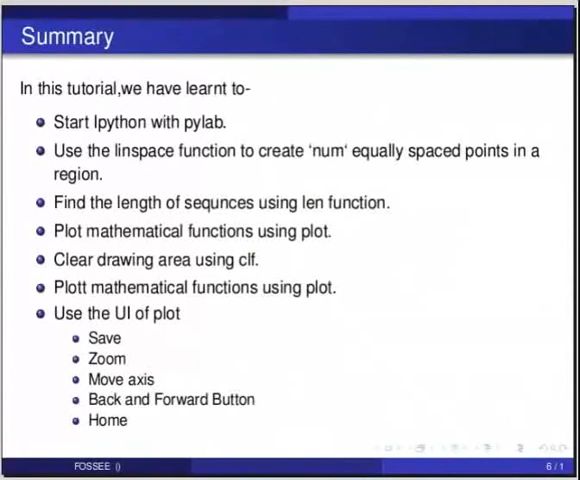 Summary
In this tutorial,we have learnt to-
Start Ipython with pylab.
Use the linspace function to create ‘num‘ equally spaced points in a
region.
Find the length of sequnces using len function.
Plot mathematical functions using plot.
Clear drawing area using clf.
Plott mathematical functions using plot.
Use the UI of plot
Save
Zoom
Move axis
Back and Forward Button
Home
FOSSEE ()
6 / 1